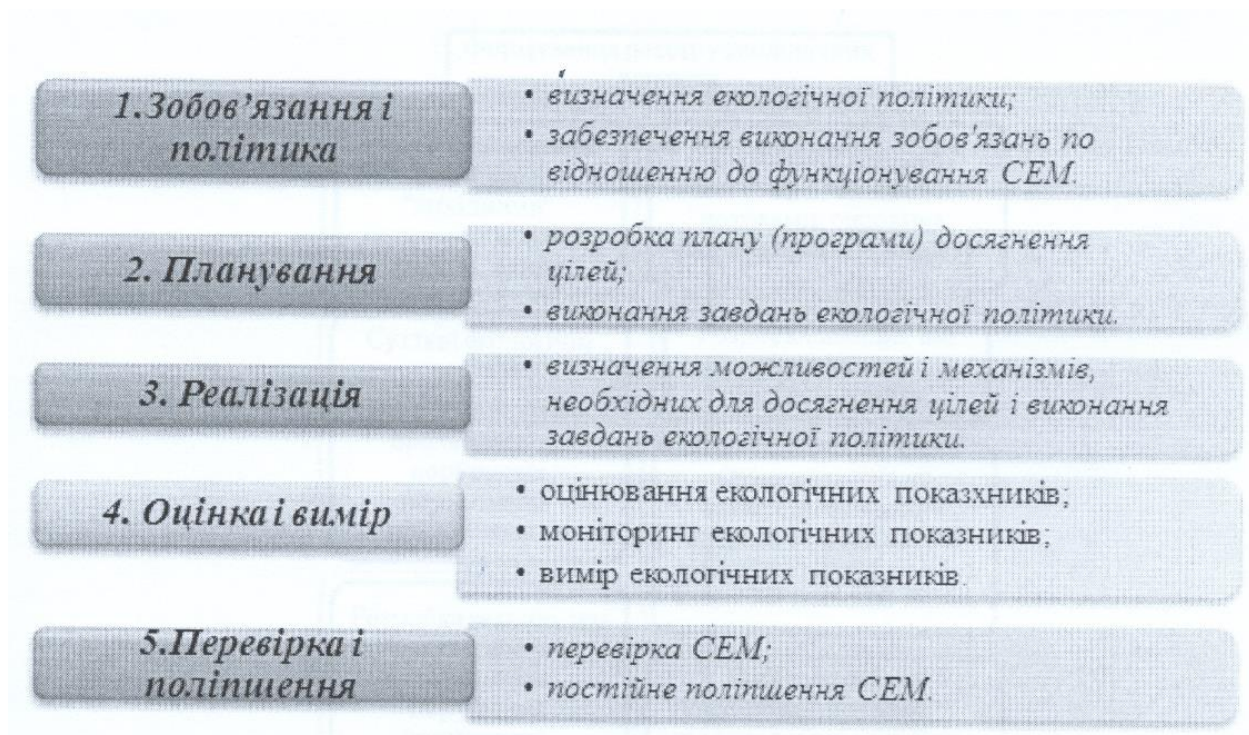 1.Зобов’язання і
політика
• визначення екологічної політики;
• забезпечення виконання зобов'язань по
відношенню до функціонування СЕМ.
2. Планування
• розробка плану (програми) досягнення
цілей;
• виконання завдань екологічної політики.
3. Реалізація
• визначення можливостей і механізмів,
необхідних для досягнення цілей і виконання
завдань екологічної політики.
4. Оцінка і вимір
• оцінювання екологічних показхників;
• моніторинг екологічних показників;
• вимір екологічних показників.
5.Перевірка і
поліпшення
• перевірка СЕМ;
• постійне поліпшення СЕМ.